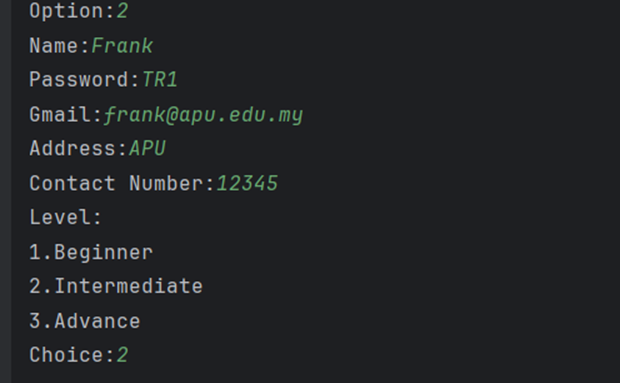 Option:2
Name:Frank
Password:TR1
Gmail:frank@apu.edu.my
Address:APU
Contact Number:12345
Level:
1.Beginner
2.Intermediate
3.Advance
Choice:2